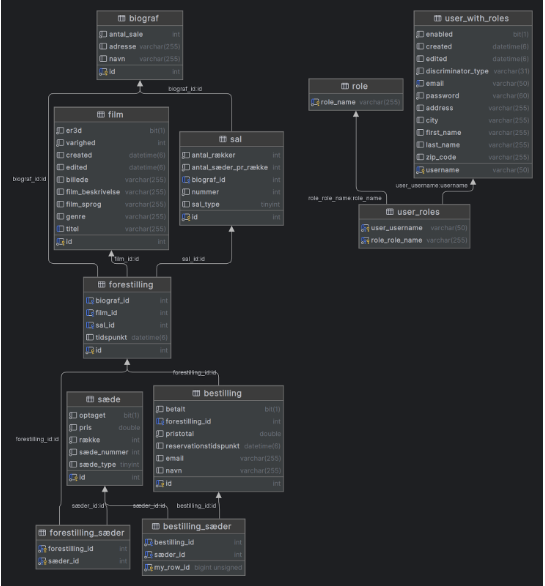 biograf
antal_sale int
adresse varchar(255)
navn varchar(255)
id int
user_with_roles
enabled bit(1)
created datetime(6)
edited datetime(6)
discriminator_type varchar(31)
email varchar(50)
password varchar(60)
address varchar(255)
city varchar(255)
first_name varchar(255)
last_name varchar(255)
zip_code varchar(255)
username varchar(50)
role
role_name varchar(255)
biograf_id:id
film
er3d bit(1)
varighed int
created datetime(6)
edited datetime(6)
billede varchar(255)
film_beskrivelse varchar(255)
film_sprog varchar(255)
genre varchar(255)
titel varchar(255)
id int
sal
antal_rækker int
antal_sæder_pr_række int
biograf_id int
nummer int
sal_type tinyint
id int
biograf_id:id
user_username:username
role_role_name:role_name
user_roles
user_username varchar(50)
role_role_name varchar(255)
film_id:id
sal_id:id
forestilling
biograf_id int
film_id int
sal_id int
tidspunkt datetime(6)
id int
forestilling_id:id
sæde
optaget bit(1)
pris double
række int
sæde_nummer int
sæde_type tinyint
id int
bestilling
betalt bit(1)
forestilling_id int
pristotal double
reservationstidspunkt datetime(6)
email varchar(255)
navn varchar(255)
id int
forestilling_id:id
sæder_id:id
sæder_id:id
bestilling_id:id
forestilling_sæder
forestilling_id int
sæder_id int
bestilling_sæder
bestilling_id int
sæder_id int
my_row_id bigint unsigned